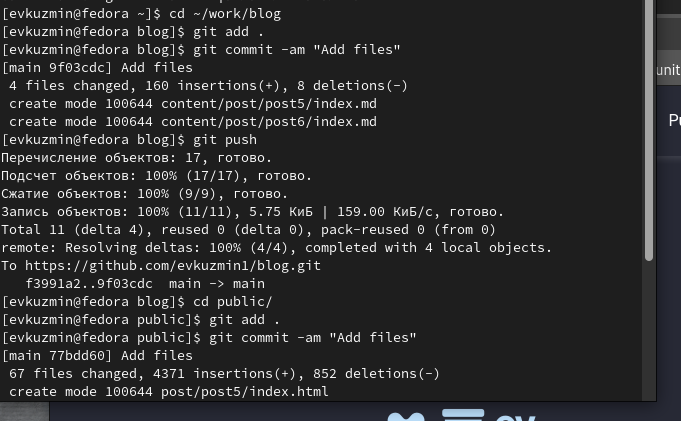 [evkuzmin@fedora ~]$ cd ~/work/blog
[evkuzmin@fedora blog]$ git add .
[evkuzmin@fedora blog]$ git commit -am "Add files"
[main 9f03cdc] Add files
 4 files changed, 160 insertions(+), 8 deletions(-)
 create mode 100644 content/post/post5/index.md
 create mode 100644 content/post/post6/index.md
[evkuzmin@fedora blog]$ git push
Перечисление объектов: 17, готово.
Подсчет объектов: 100% (17/17), готово.
Сжатие объектов: 100% (9/9), готово.
Запись объектов: 100% (11/11), 5.75 КиБ | 159.00 КиБ/с, готово.
Total 11 (delta 4), reused 0 (delta 0), pack-reused 0 (from 0)
remote: Resolving deltas: 100% (4/4), completed with 4 local objects.
To https://github.com/evkuzmin1/blog.git
   f3991a2..9f03cdc  main -> main
[evkuzmin@fedora blog]$ cd public/
[evkuzmin@fedora public]$ git add .
[evkuzmin@fedora public]$ git commit -am "Add files"
[main 77bdd60] Add files
 67 files changed, 4371 insertions(+), 852 deletions(-)
 create mode 100644 post/post5/index.html